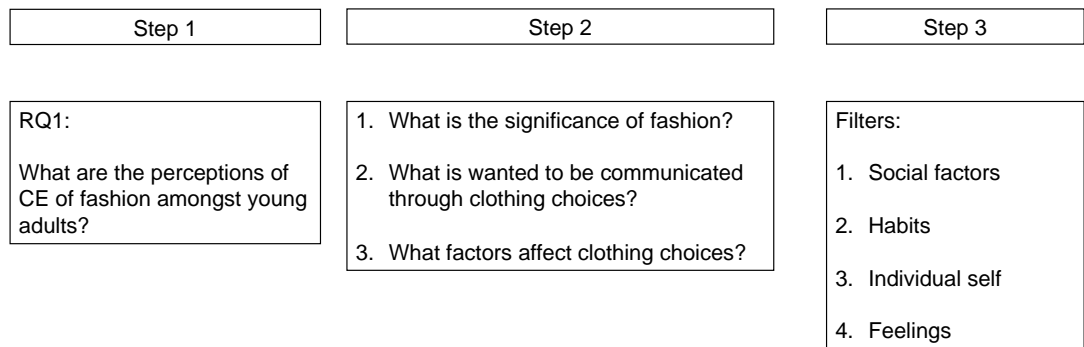 Step 1
Step 2
Step 3
RQ1:
What are the perceptions of
CE of fashion amongst young
adults?
1. What is the significance of fashion?
2. What is wanted to be communicated
through clothing choices?
3. What factors affect clothing choices?
Filters:
1. Social factors
2. Habits
3. Individual self
4. Feelings